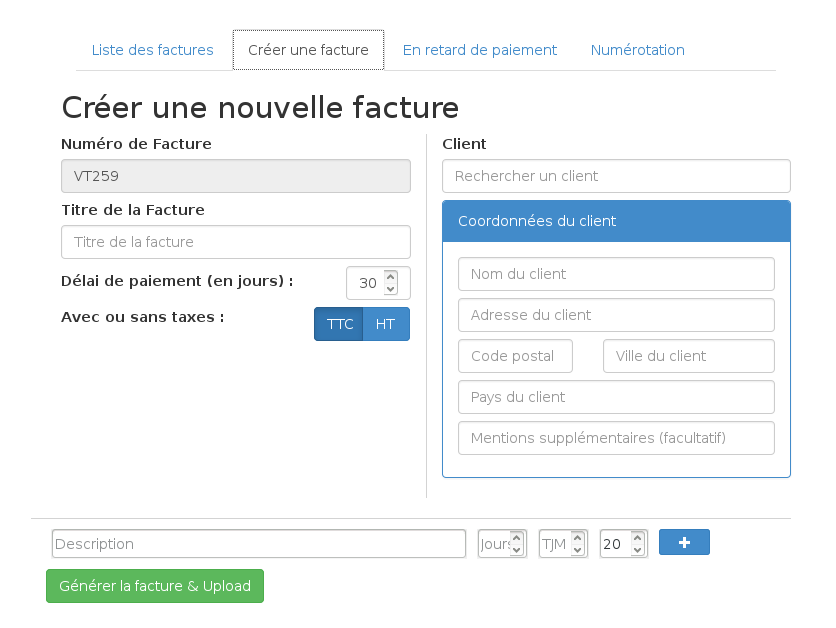 Liste des factures Créer une facture En retard de paiement Numérotation
Créer une nouvelle facture
Numéro de Facture
VT259
Titre de la Facture
Titre de la facture
Délai de paiement (en jours) :
30
Avec ou sans taxes :
TTC HT
Client
Rechercher un client
Coordonnées du client
Nom du client
Adresse du client
Code postal Ville du client
Pays du client
Mentions supplémentaires (facultatif)
Description Jours TJM 20 +
Générer la facture & Upload